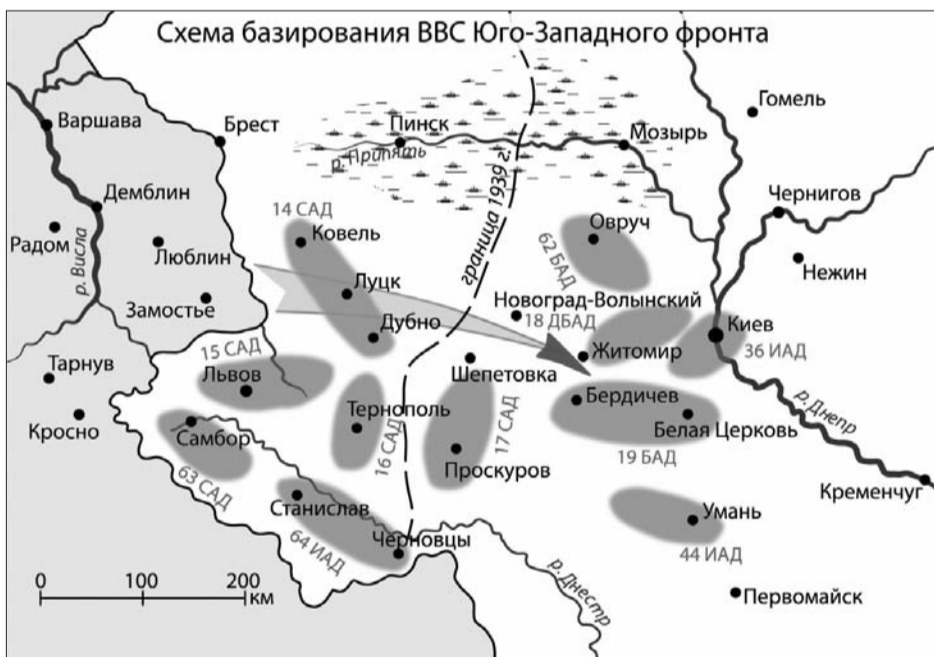 Схема базирования ВВС Юго-Западного фронта
Гомель
Варшава
Брест
Пинск
Мозырь
р. Припять
граница 1939 г.
Демблин
Чернигов
14 САД
Овруч
Радом
р. Висла
Люблин
Ковель
62 БАД
Нежин
Луцк
Замостье
Новоград-Волынский
18 ДБАД
Киев
Дубно
36 ИАД
15 САД
Житомир
Тарнув
Львов
Шепетовка
р. Днепр
Бердичев
Кросно
Тернополь
Самбор
16 САД
17 САД
Белая Церковь
19 БАД
Проскуров
63 САД
Кременчуг
Станислав
Умань
64 ИАД
Черновцы
44 ИАД
р. Днестр
0 100 200
км
Первомайск